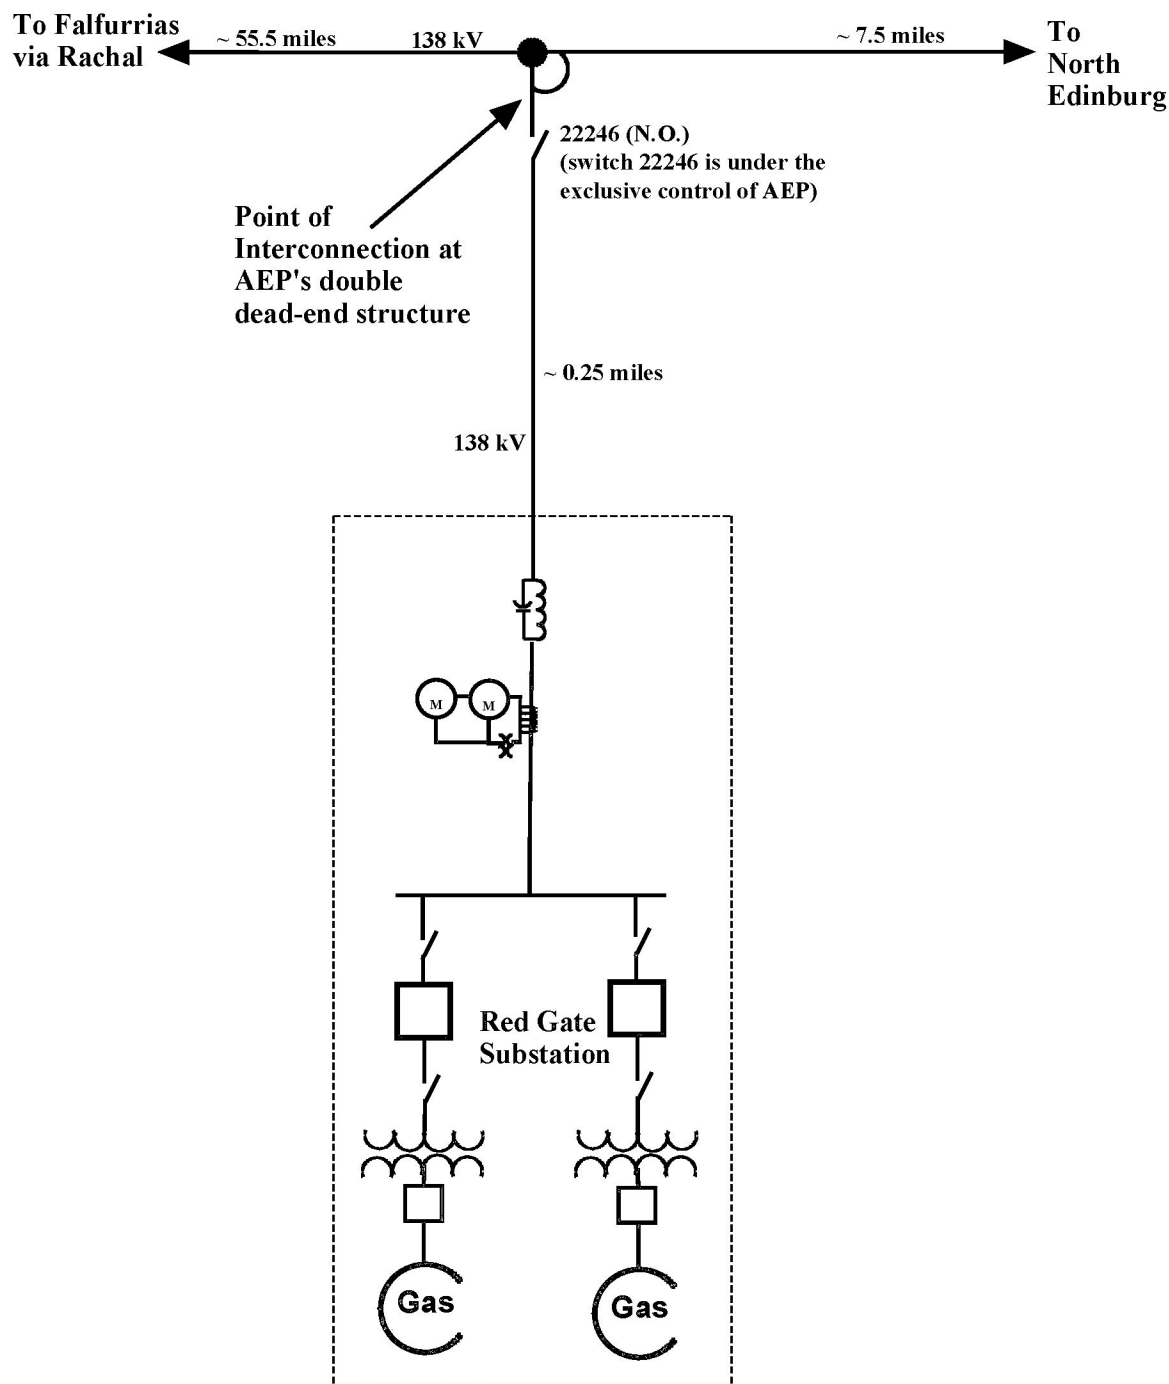 To Falfurrias
via Rachal
~ 55.5 miles
138 kV
~ 7.5 miles
To
North
Edinburg
22246 (N.O.)
(switch 22246 is under the
exclusive control of AEP)
Point of
Interconnection at
AEP's double
dead-end structure
~ 0.25 miles
138 kV
M
M
Red Gate
Substation
Gas
Gas